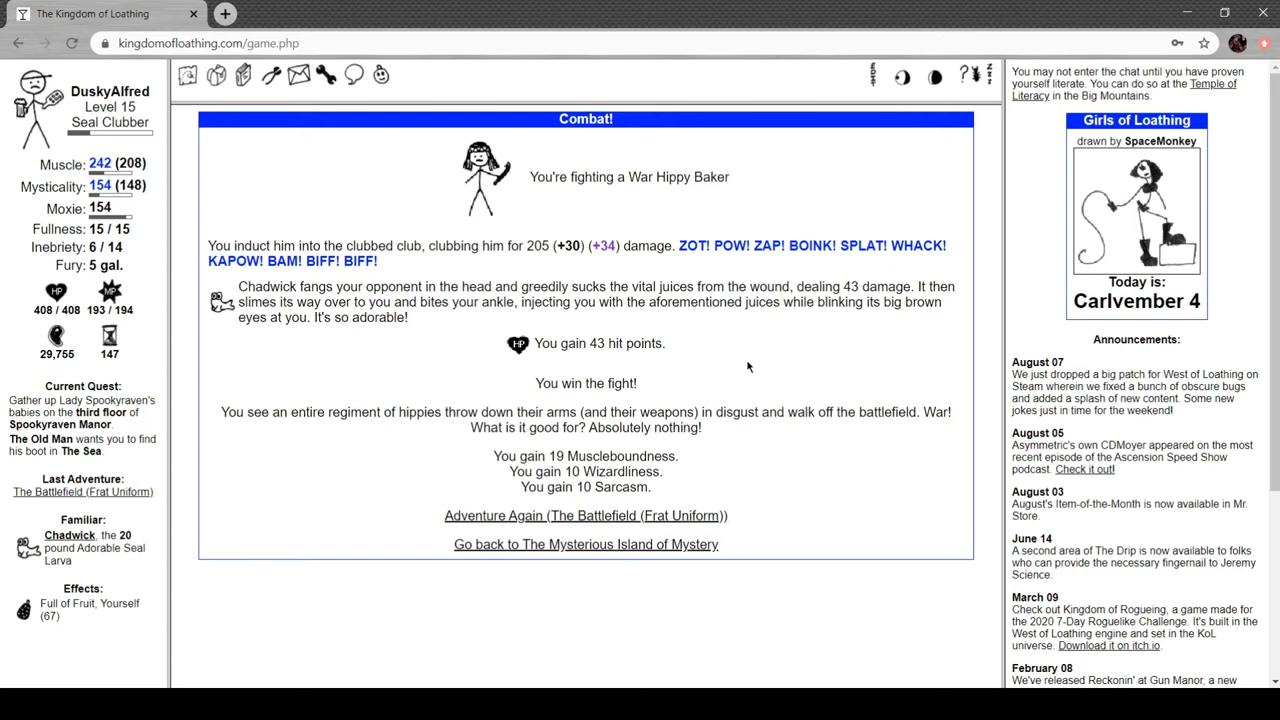 The Kingdom of Loathing
kingdomofloathing.com/game.php
DuskyAlfred
Level 15
Seal Clubber
Muscle: 242 (208)
Mysticality: 154 (148)
Moxie: 154
Fullness: 15 / 15
Inebriety: 6 / 14
Fury: 5 gal.
HP MP
408 / 408 193 / 194
29,755 147
Current Quest:
Gather up Lady Spookyraven's
babies on the third floor of
Spookyraven Manor.
The Old Man wants you to find
his boot in The Sea.
Last Adventure:
The Battlefield (Frat Uniform)
Familiar:
Chadwick, the 20
pound Adorable Seal
Larva
Effects:
Full of Fruit, Yourself
(67)
Combat!
You're fighting a War Hippy Baker
You induct him into the clubbed club, clubbing him for 205 (+30) (+34) damage. ZOT! POW! ZAP! BOINK! SPLAT! WHACK!
KAPOW! BAM! BIFF! BIFF!
Chadwick fangs your opponent in the head and greedily sucks the vital juices from the wound, dealing 43 damage. It then
slimes its way over to you and bites your ankle, injecting you with the aforementioned juices while blinking its big brown
eyes at you. It's so adorable!
HP You gain 43 hit points.
You win the fight!
You see an entire regiment of hippies throw down their arms (and their weapons) in disgust and walk off the battlefield. War!
What is it good for? Absolutely nothing!
You gain 19 Muscleboundness.
You gain 10 Wizardliness.
You gain 10 Sarcasm.
Adventure Again (The Battlefield (Frat Uniform))
Go back to The Mysterious Island of Mystery
You may not enter the chat until you have proven
yourself literate. You can do so at the Temple of
Literacy in the Big Mountains.
Girls of Loathing
drawn by SpaceMonkey
Today is:
Carlvember 4
Announcements:
August 07
We just dropped a big patch for West of Loathing on
Steam wherein we fixed a bunch of obscure bugs
and added a splash of new content. Some new
jokes just in time for the weekend!
August 05
Asymmetric's own CDMoyer appeared on the most
recent episode of the Ascension Speed Show
podcast. Check it out!
August 03
August's Item-of-the-Month is now available in Mr.
Store.
June 14
A second area of The Drip is now available to folks
who can provide the necessary fingernail to Jeremy
Science.
March 09
Check out Kingdom of Rogueing, a game made for
the 2020 7-Day Roguelike Challenge. It's built in the
West of Loathing engine and set in the KoL
universe. Download it on itch.io.
February 08
We've released Reckonin' at Gun Manor, a new